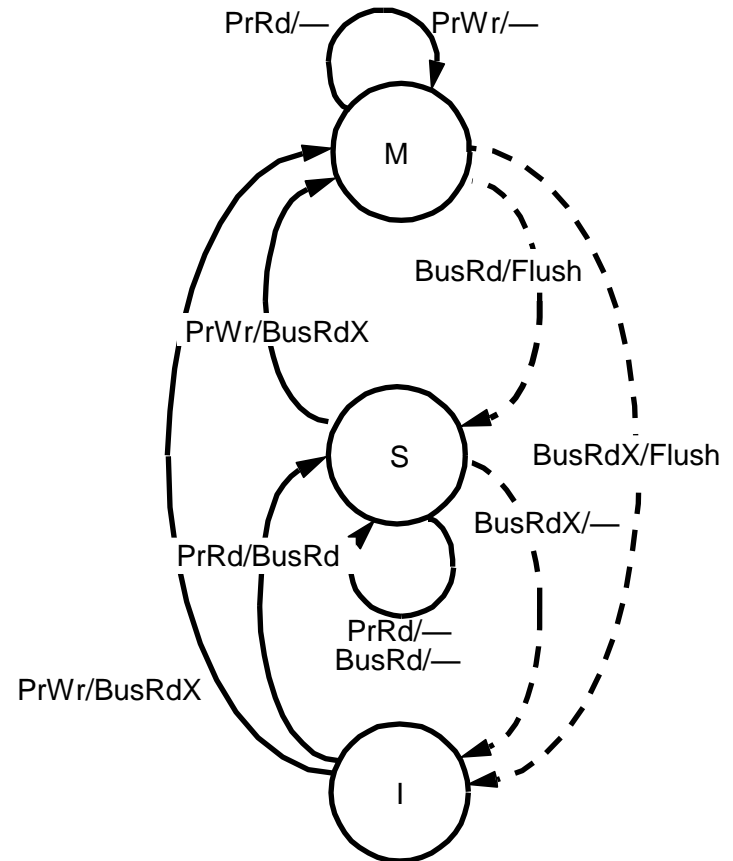 PrRd/— PrWr/—
M
BusRd/Flush
PrWr/BusRdX
S
BusRdX/Flush
BusRdX/—
PrRd/BusRd
PrRd/—
BusRd/—
PrWr/BusRdX
I